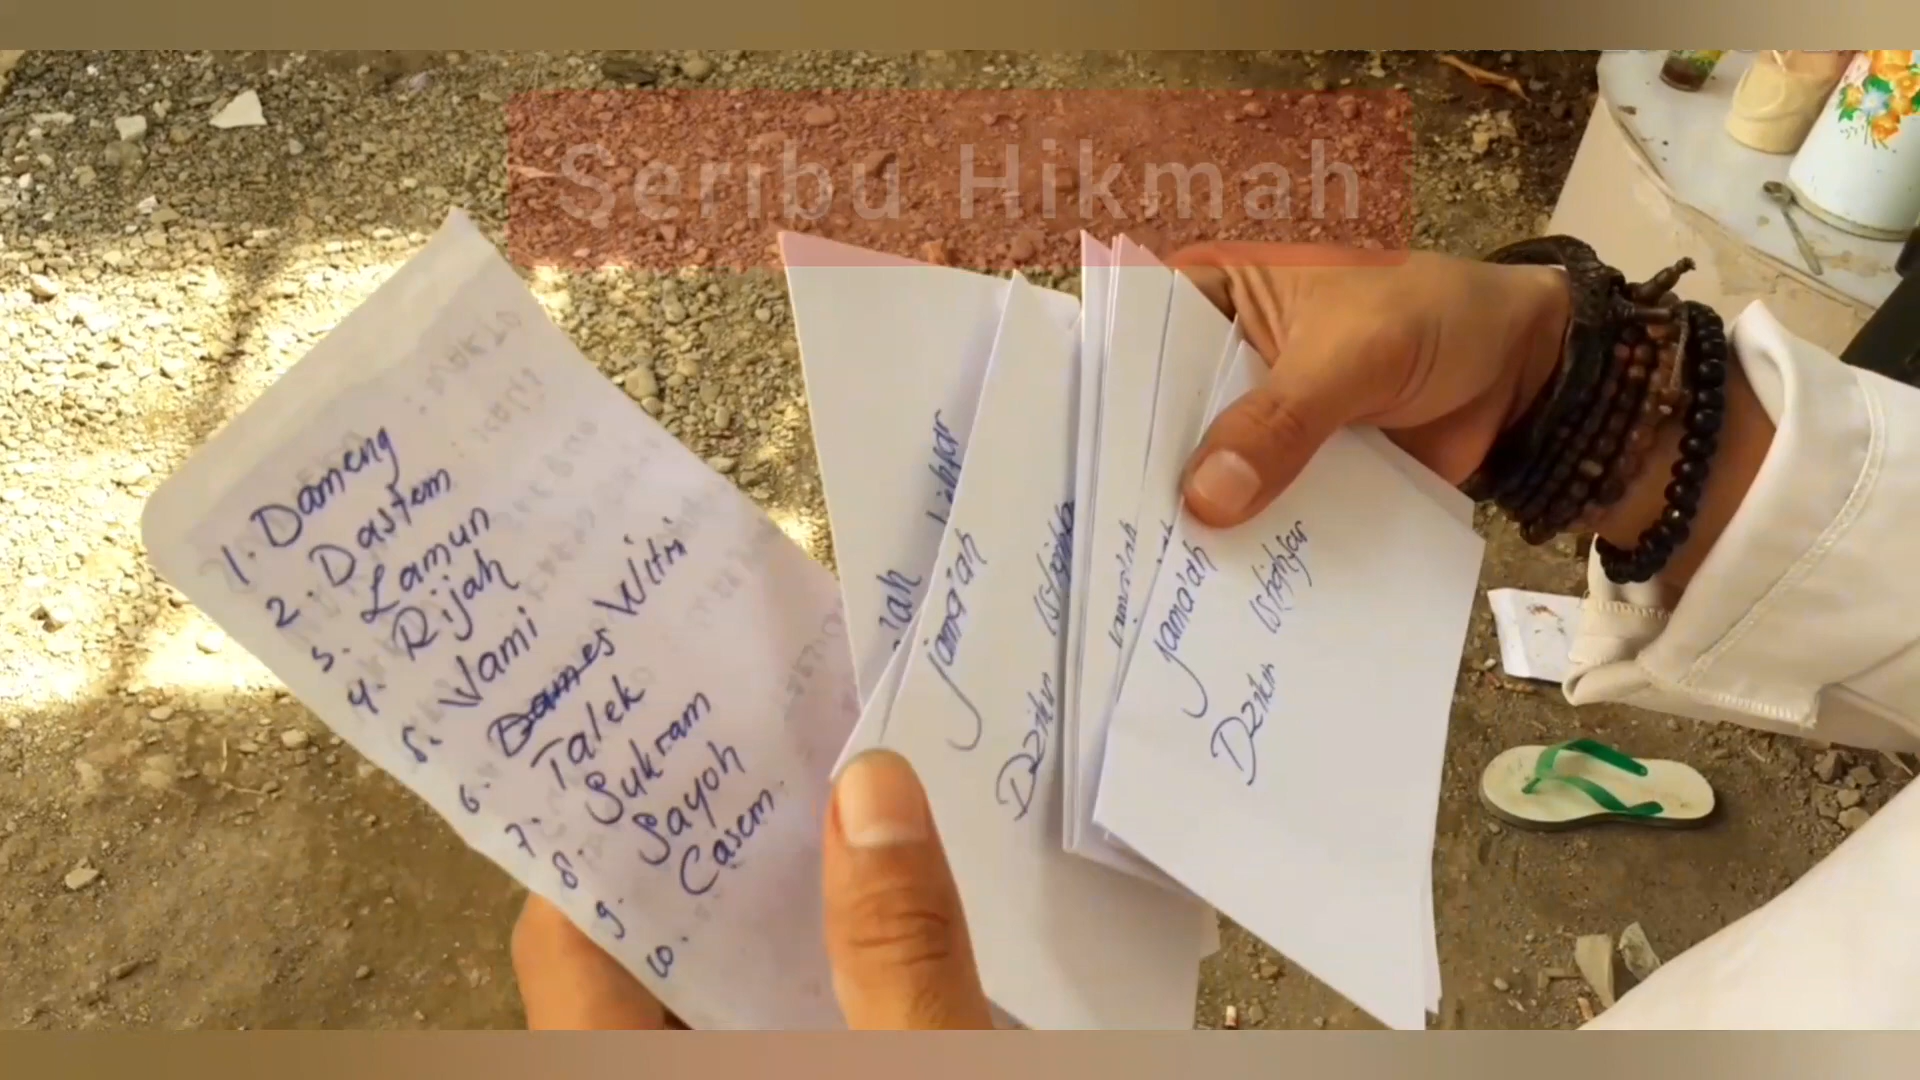 Seribu Hikmah
1. Dameng
2. Dastem
3. Lamun
4. Rijah
5. Wami
6. Dames Witri
7. Talek
8. Sukram
9. Sayoh
10. Casem
jama'ah
Dzikir Istighfar
jama'ah
Dzikir Istighfar